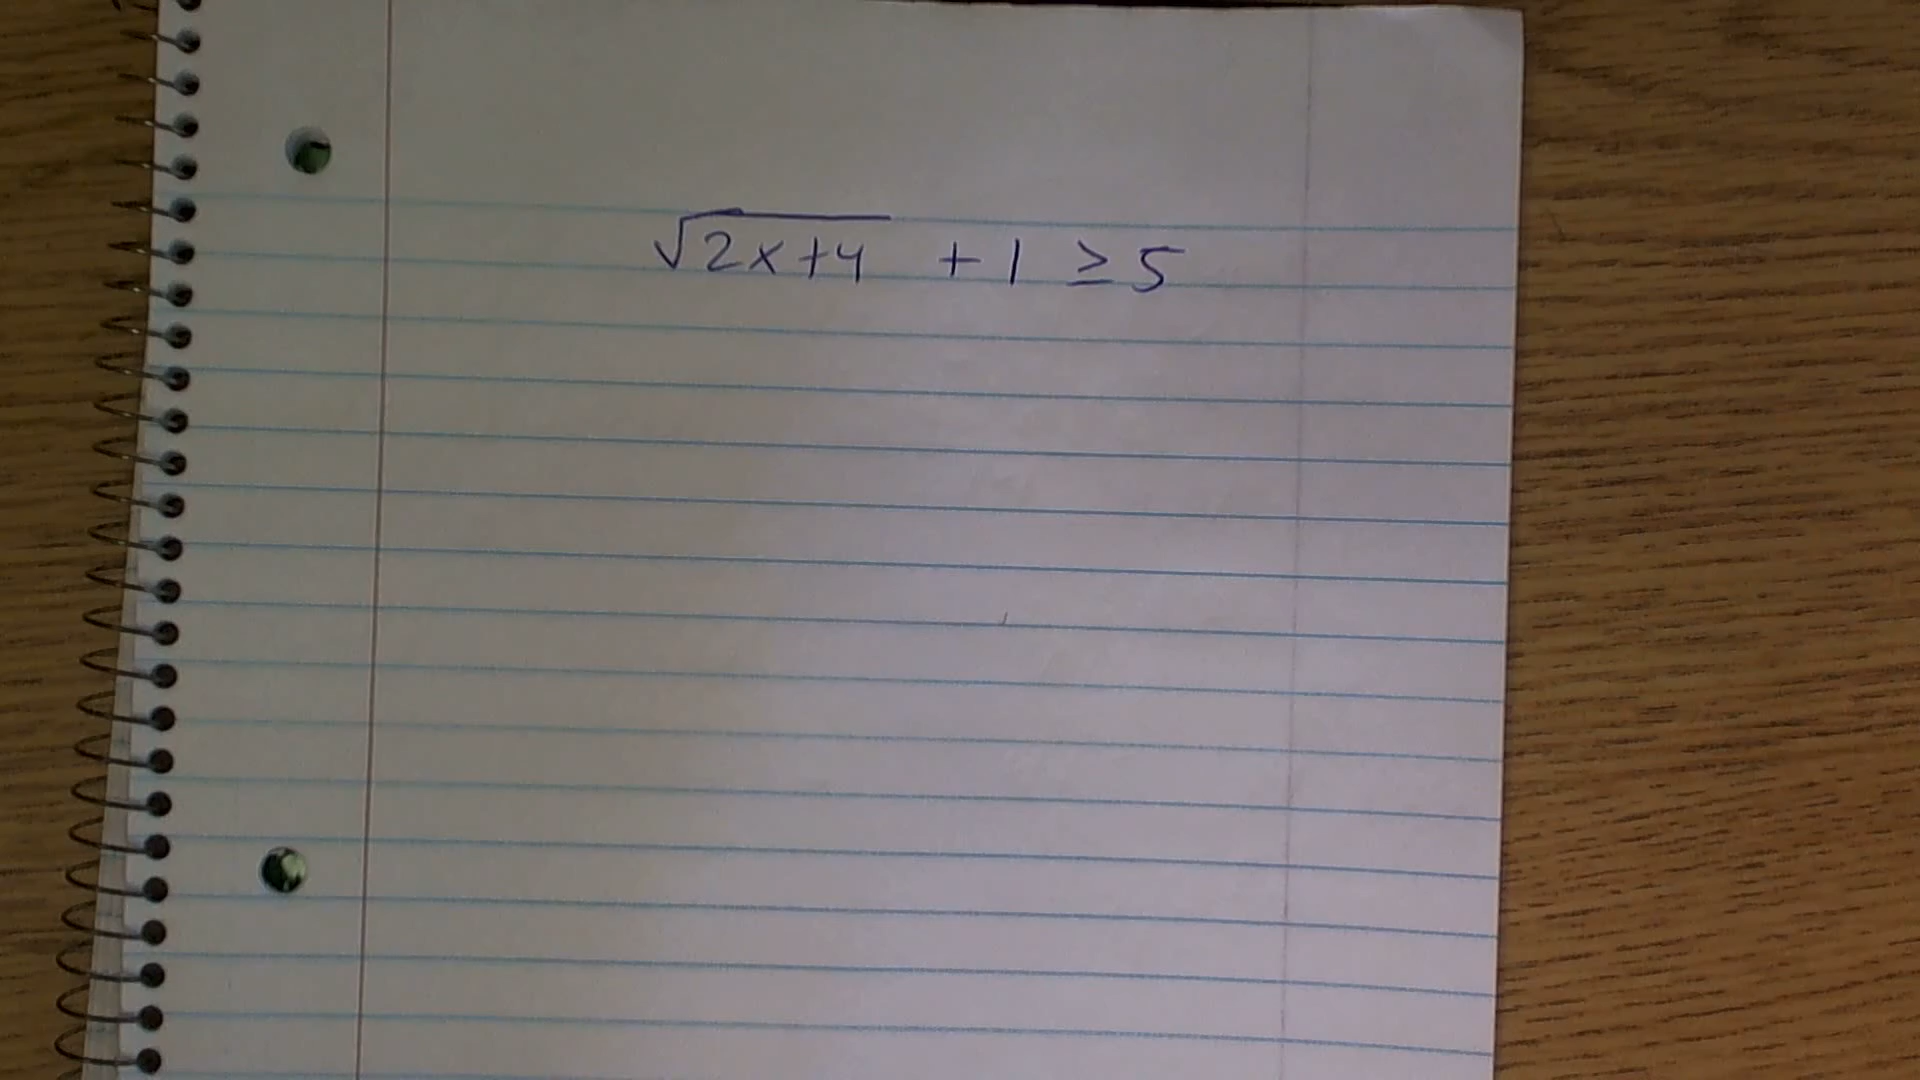 √(2x+4) + 1 ≥ 5